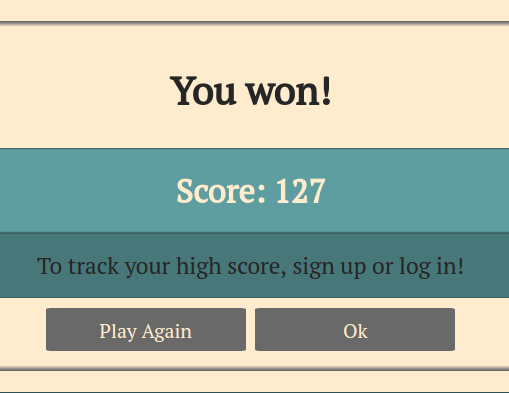 You won!
Score: 127
To track your high score, sign up or log in!
Play Again
Ok